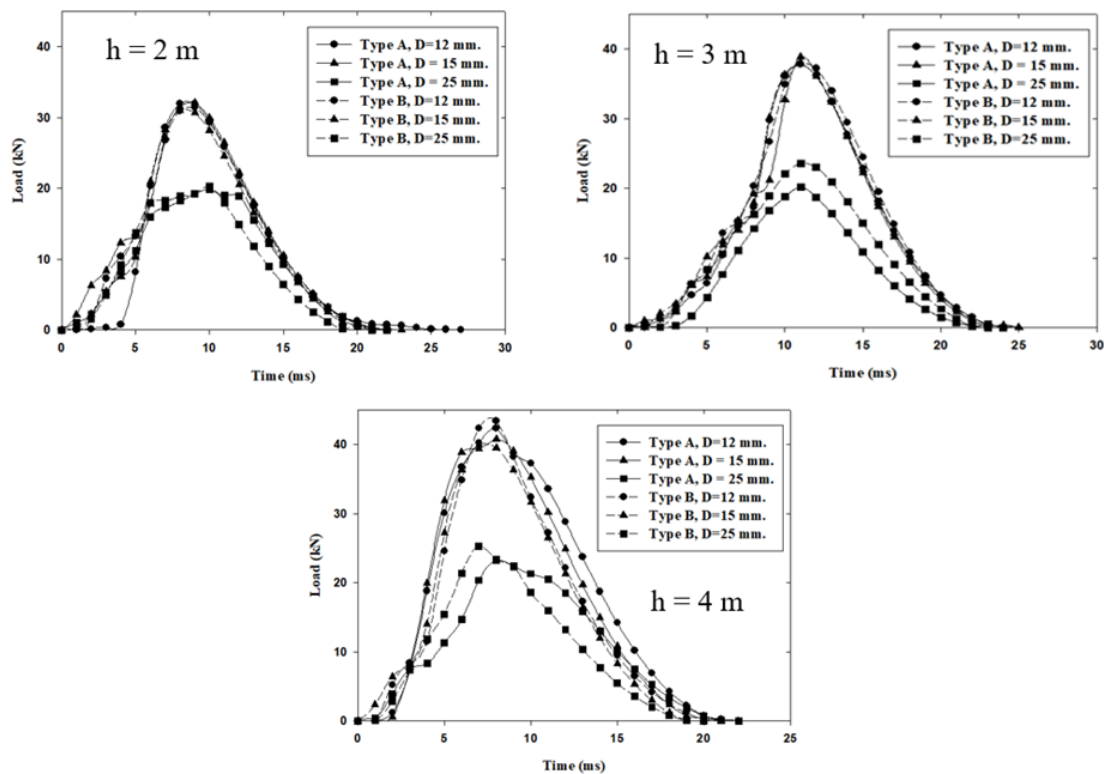 h = 2 m
Type A, D=12 mm.
Type A, D = 15 mm.
Type A, D = 25 mm.
Type B, D=12 mm.
Type B, D=15 mm.
Type B, D=25 mm.
Load (kN)
40
30
20
10
0
0 5 10 15 20 25 30
Time (ms)
h = 3 m
Type A, D=12 mm.
Type A, D = 15 mm
Type A, D = 25 mm.
Type B, D=12 mm.
Type B, D=15 mm.
Type B, D=25 mm.
Load (kN)
40
30
20
10
0
0 5 10 15 20 25 30
Time (ms)
Type A, D=12 mm.
Type A, D = 15 mm.
Type A, D = 25 mm.
Type B, D=12 mm.
Type B, D=15 mm.
Type B, D=25 mm.
h = 4 m
Load (kN)
40
30
20
10
0
0 5 10 15 20 25
Time (ms)